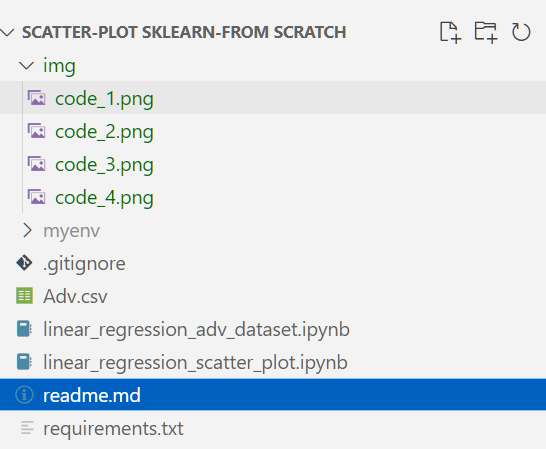 SCATTER-PLOT SKLEARN-FROM SCRATCH
img
code_1.png
code_2.png
code_3.png
code_4.png
myenv
.gitignore
Adv.csv
linear_regression_adv_dataset.ipynb
linear_regression_scatter_plot.ipynb
readme.md
requirements.txt